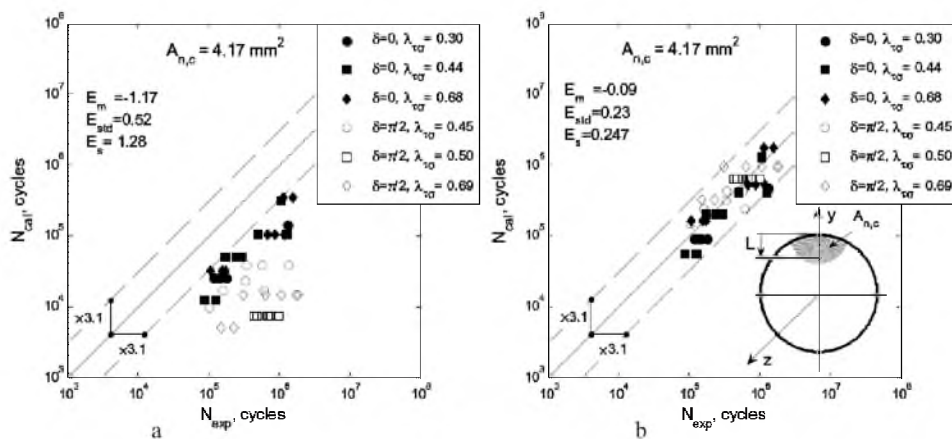 A_n,c = 4.17 mm²
E_m = -1.17
E_std = 0.52
E_s = 1.28
δ=0, λ_τσ = 0.30
δ=0, λ_τσ = 0.44
δ=0, λ_τσ = 0.68
δ=π/2, λ_τσ = 0.45
δ=π/2, λ_τσ = 0.50
δ=π/2, λ_τσ = 0.69
N_cal, cycles
10⁸
10⁷
10⁶
10⁵
10⁴
10³
×3.1
×3.1
10³ 10⁴ 10⁵ 10⁶ 10⁷ 10⁸
N_exp, cycles
a
A_n,c = 4.17 mm²
E_m = -0.09
E_std = 0.23
E_s = 0.247
δ=0, λ_τσ = 0.30
δ=0, λ_τσ = 0.44
δ=0, λ_τσ = 0.68
δ=π/2, λ_τσ = 0.45
δ=π/2, λ_τσ = 0.50
δ=π/2, λ_τσ = 0.69
N_cal, cycles
10⁸
10⁷
10⁶
10⁵
10⁴
10³
y
A_n,c
L
z
×3.1
×3.1
10³ 10⁴ 10⁵ 10⁶ 10⁷ 10⁸
N_exp, cycles
b